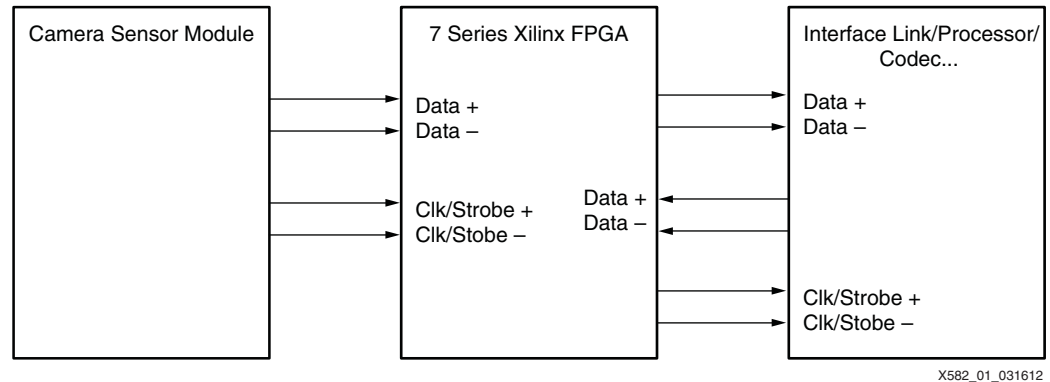 Camera Sensor Module
7 Series Xilinx FPGA
Interface Link/Processor/
Codec...
Data +
Data –
Clk/Strobe +
Clk/Stobe –
Data +
Data –
Data +
Data –
Clk/Strobe +
Clk/Stobe –
X582_01_031612